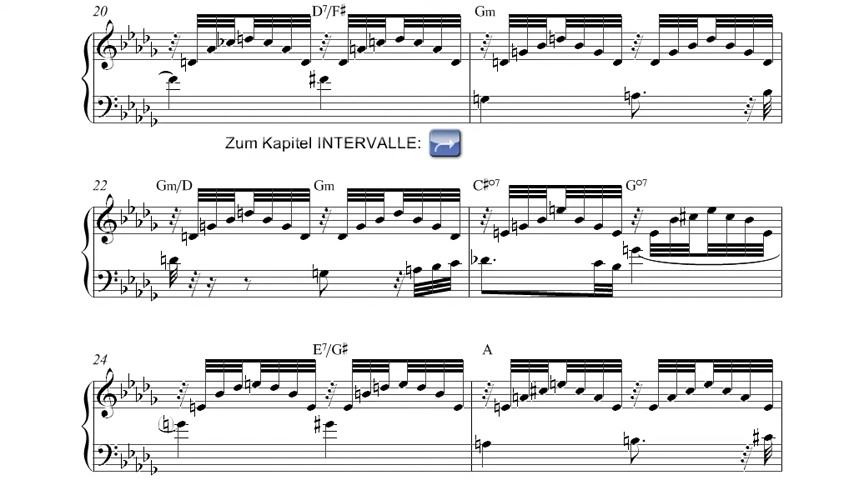 20 D7/F♯ Gm
Zum Kapitel INTERVALLE:
22 Gm/D Gm C♯o7 Go7
24 E7/G♯ A